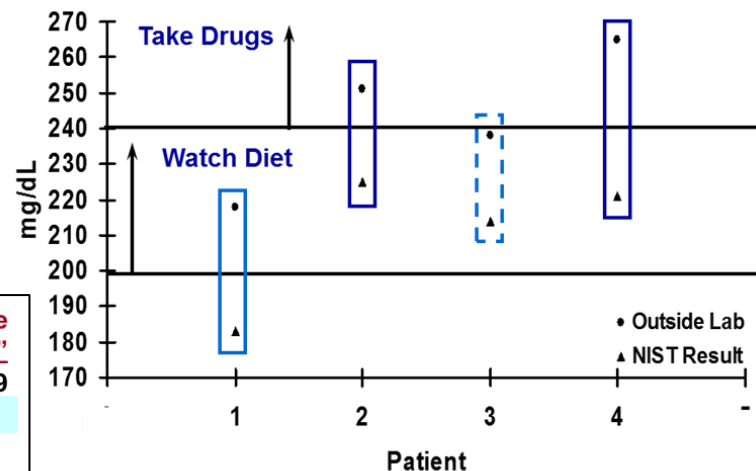 270
Take Drugs
260
250
240
Watch Diet
230
220
210
200
190
180
170
mg/dL
Outside Lab
NIST Result
1 2 3 4
Patient
e
”
9